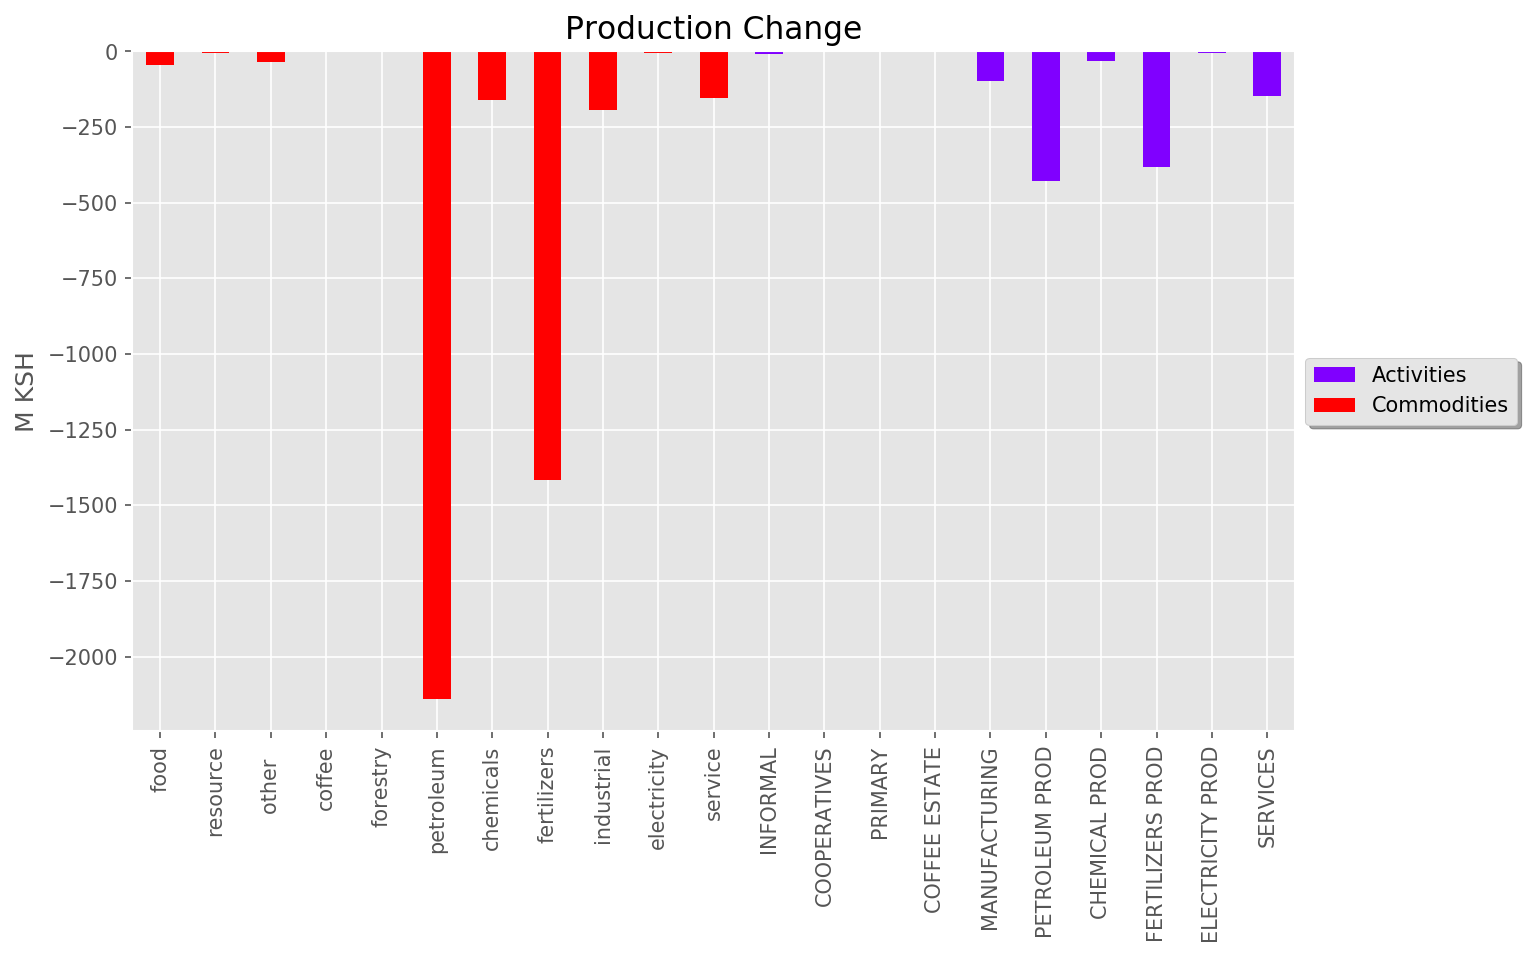 Production Change
0
−250
−500
−750
−1000
−1250
−1500
−1750
−2000
M KSH
food
resource
other
coffee
forestry
petroleum
chemicals
fertilizers
industrial
electricity
service
INFORMAL
COOPERATIVES
PRIMARY
COFFEE ESTATE
MANUFACTURING
PETROLEUM PROD
CHEMICAL PROD
FERTILIZERS PROD
ELECTRICITY PROD
SERVICES
Activities
Commodities